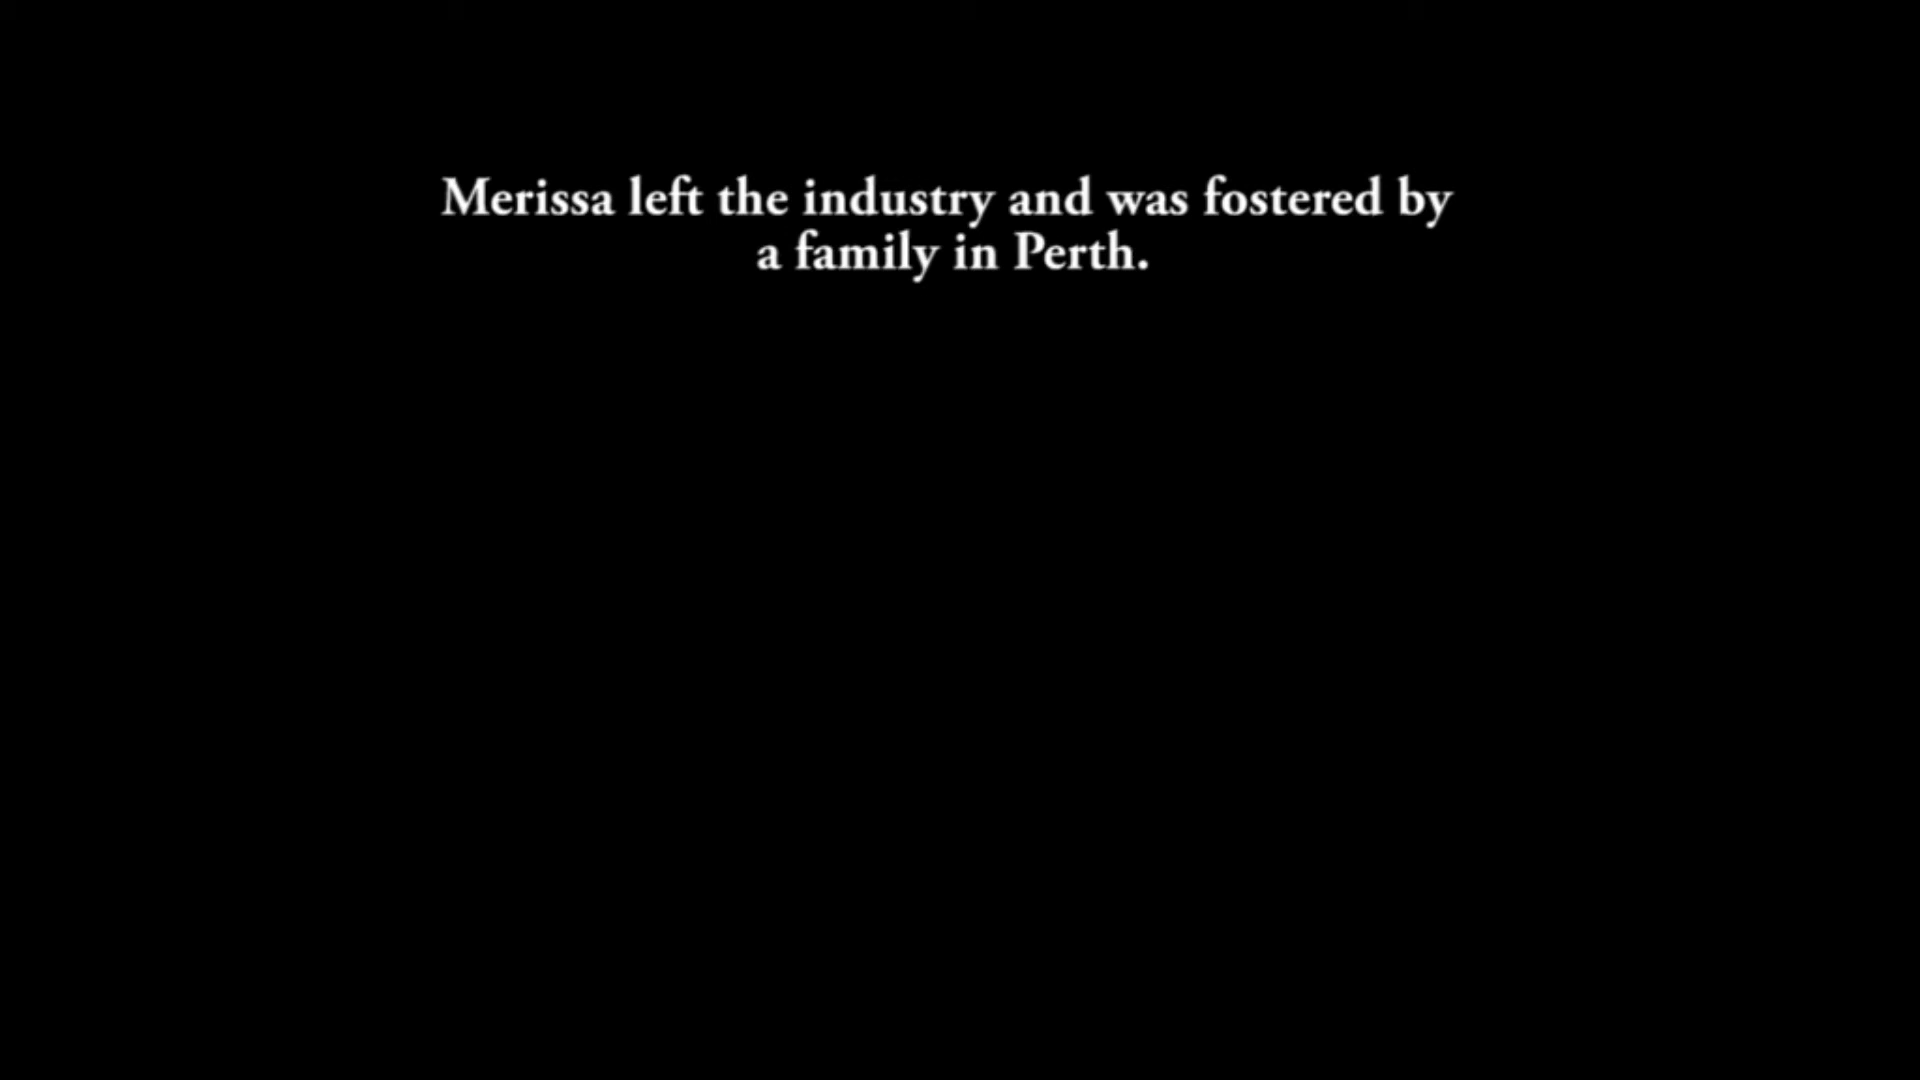 Merissa left the industry and was fostered by
a family in Perth.